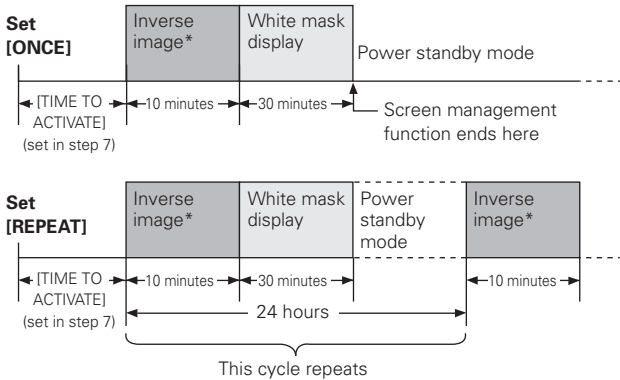 Set
[ONCE]
Inverse
image*
White mask
display
Power standby mode
[TIME TO
ACTIVATE]
(set in step 7)
10 minutes
30 minutes
Screen management
function ends here
Set
[REPEAT]
Inverse
image*
White mask
display
Power
standby
mode
Inverse
image*
[TIME TO
ACTIVATE]
(set in step 7)
10 minutes
30 minutes
10 minutes
24 hours
This cycle repeats